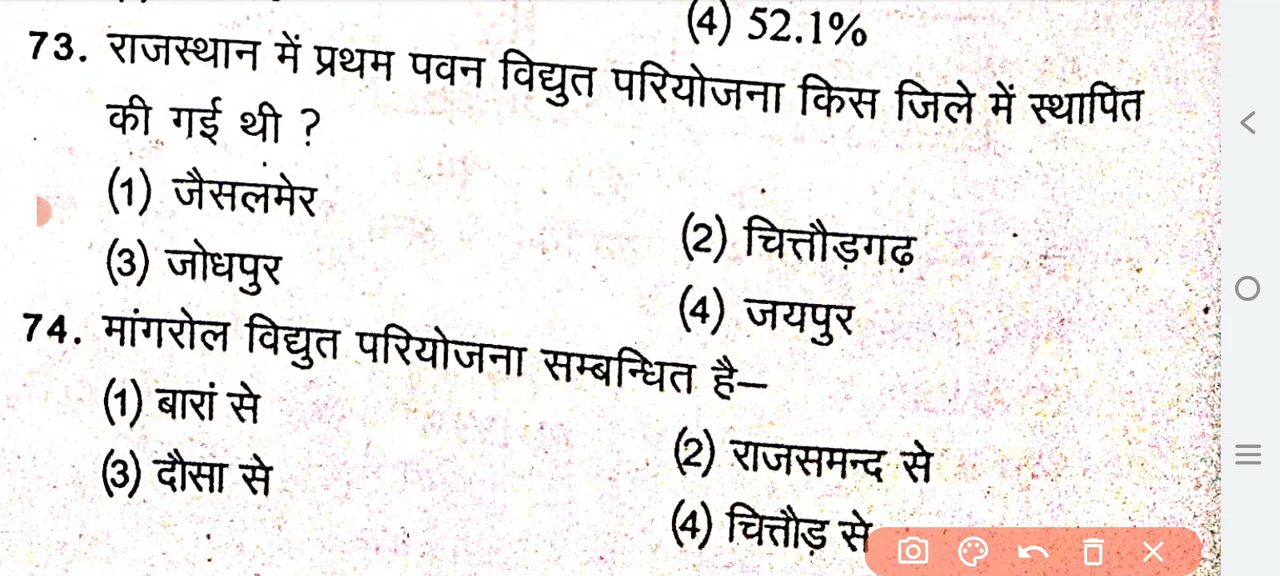 (4) 52.1%
73. राजस्थान में प्रथम पवन विद्युत परियोजना किस जिले में स्थापित
की गई थी ?
(1) जैसलमेर
(2) चित्तौड़गढ़
(3) जोधपुर
(4) जयपुर
74. मांगरोल विद्युत परियोजना सम्बन्धित है–
(1) बारां से
(2) राजसमन्द से
(3) दौसा से
(4) चित्तौड़ से